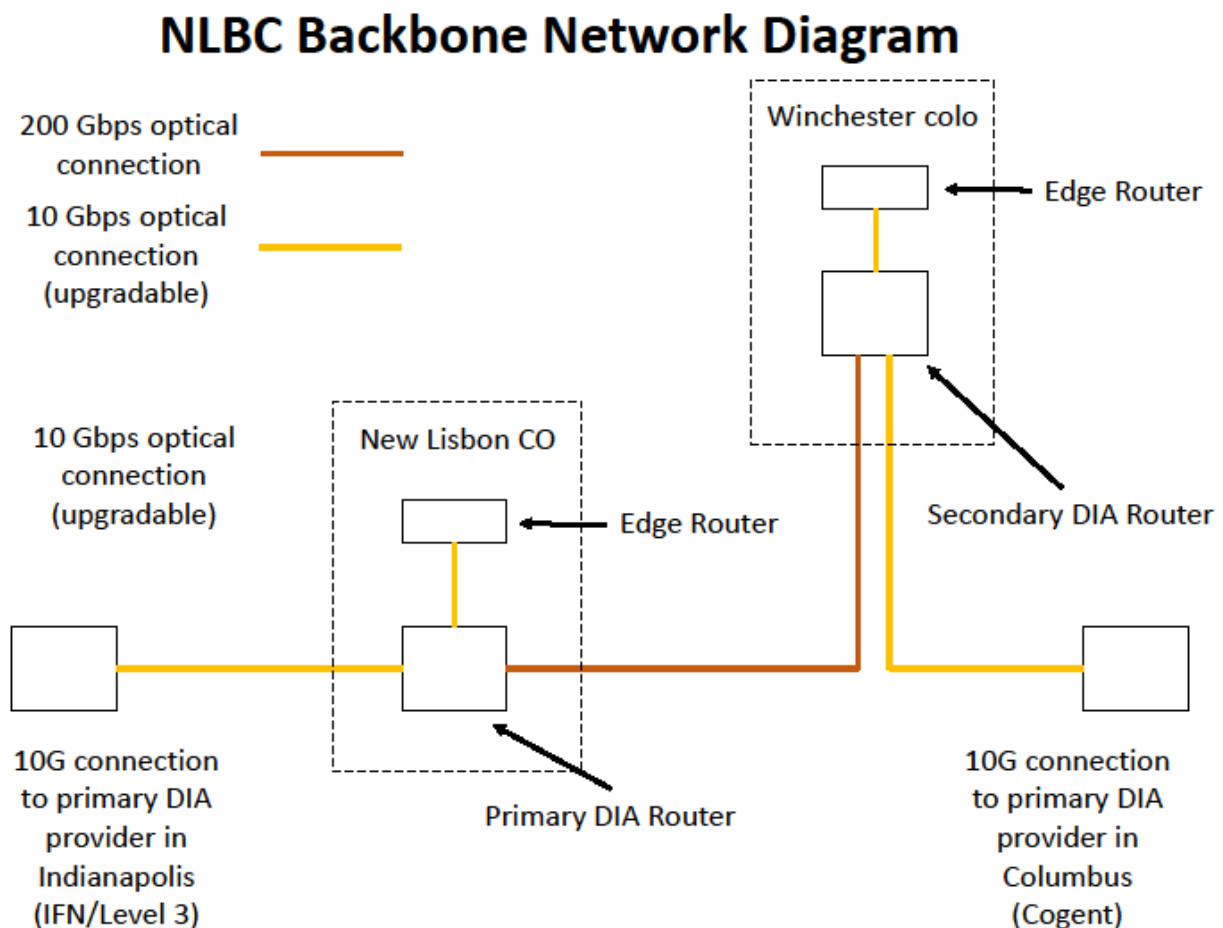 NLBC Backbone Network Diagram
200 Gbps optical
connection
10 Gbps optical
connection
(upgradable)
Winchester colo
Edge Router
10 Gbps optical
connection
(upgradable)
New Lisbon CO
Edge Router
Secondary DIA Router
10G connection
to primary DIA
provider in
Indianapolis
(IFN/Level 3)
Primary DIA Router
10G connection
to primary DIA
provider in
Columbus
(Cogent)